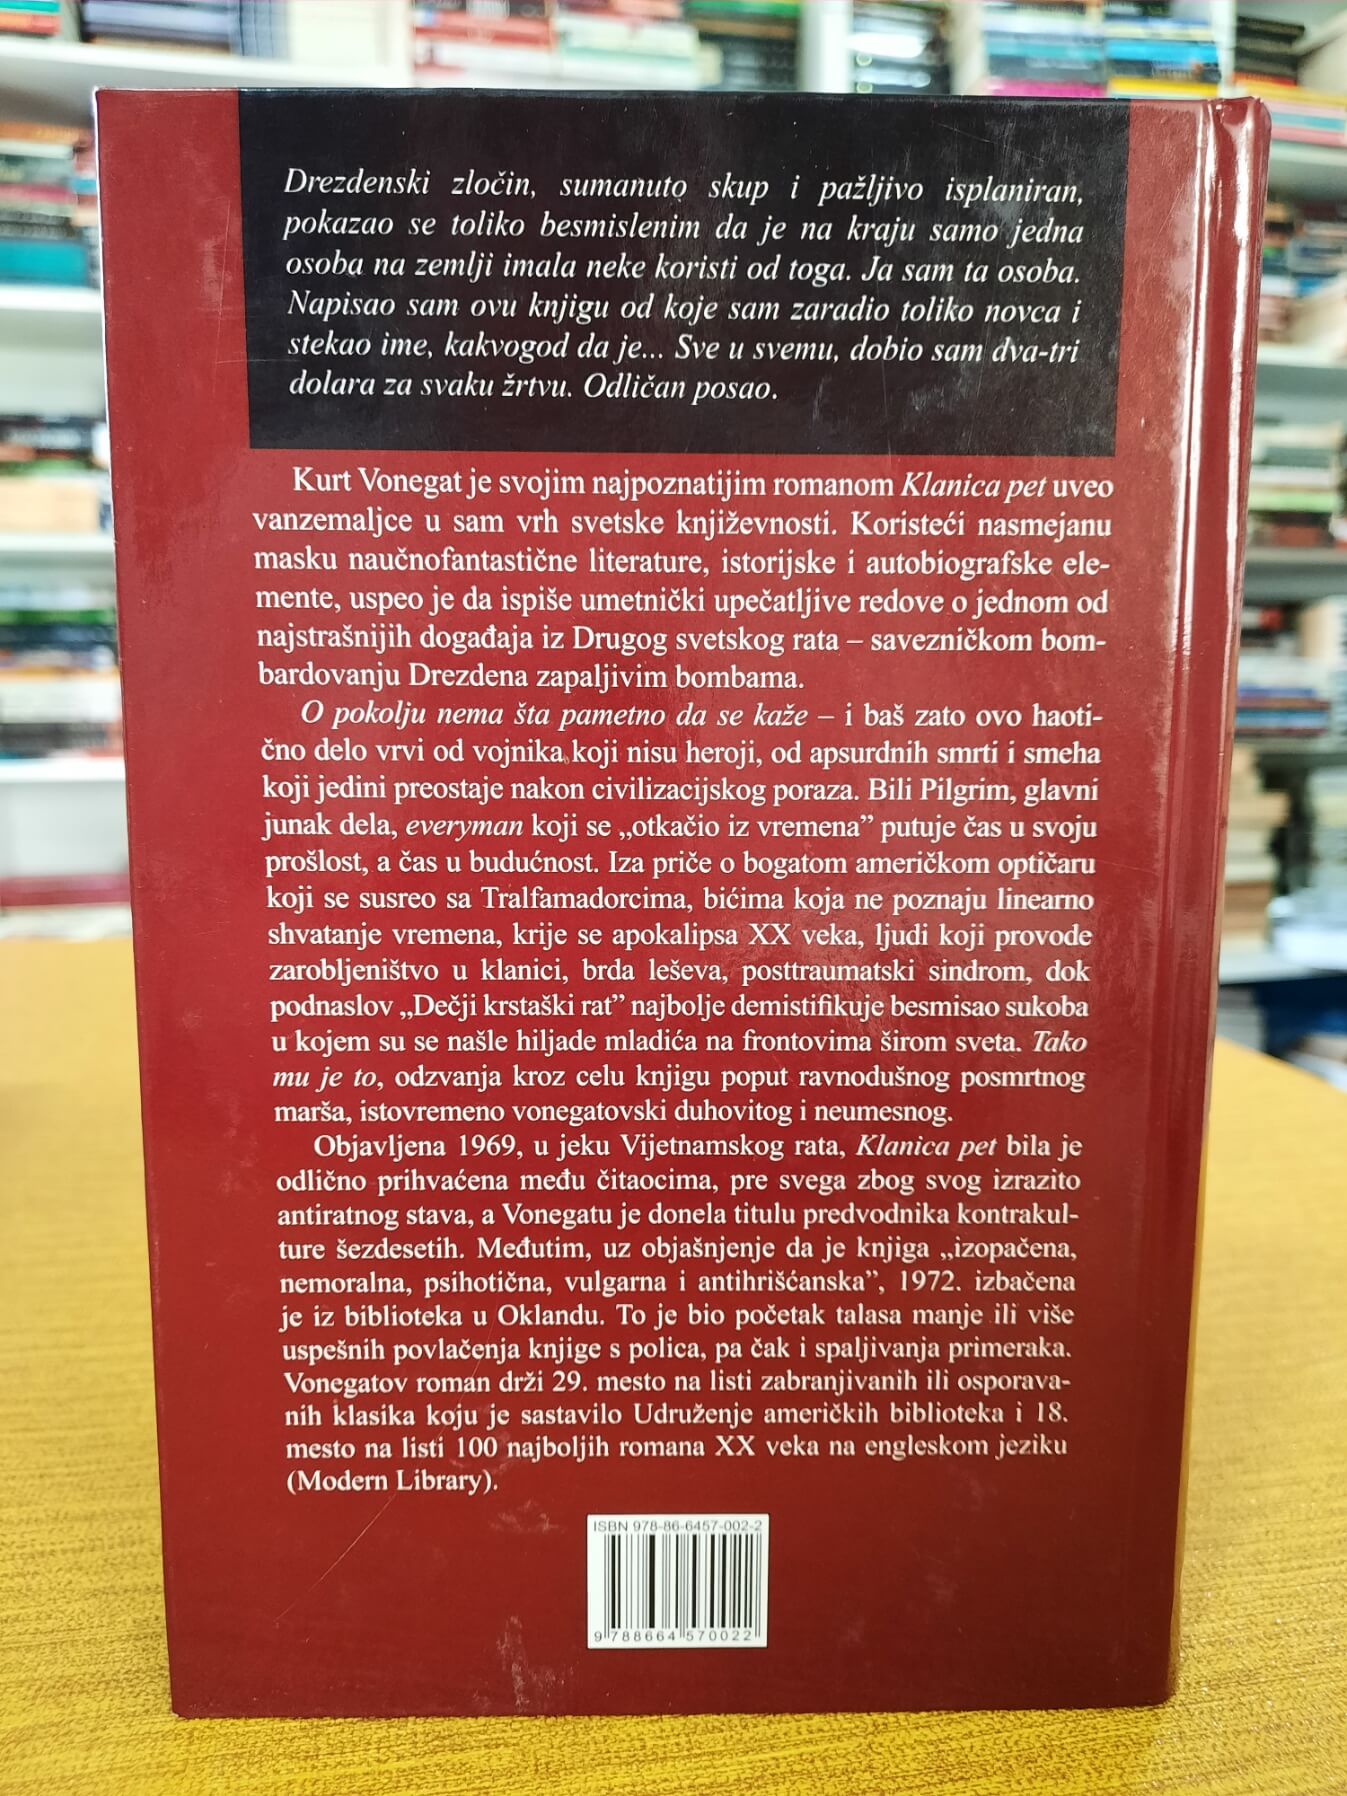 Drezdenski zločin, sumanuto skup i pažljivo isplaniran,
pokazao se toliko besmislenim da je na kraju samo jedna
osoba na zemlji imala neke koristi od toga. Ja sam ta osoba.
Napisao sam ovu knjigu od koje sam zaradio toliko novca i
stekao ime, kakvogod da je... Sve u svemu, dobio sam dva-tri
dolara za svaku žrtvu. Odličan posao.
Kurt Vonegat je svojim najpoznatijim romanom Klanica pet uveo
vanzemaljce u sam vrh svetske književnosti. Koristeći nasmejanu
masku naučnofantastične literature, istorijske i autobiografske ele-
mente, uspeo je da ispiše umetnički upečatljive redove o jednom od
najstrašnijih događaja iz Drugog svetskog rata – savezničkom bom-
bardovanju Drezdena zapaljivim bombama.
O pokolju nema šta pametno da se kaže – i baš zato ovo haoti-
čno delo vrvi od vojnika koji nisu heroji, od apsurdnih smrti i smeha
koji jedini preostaje nakon civilizacijskog poraza. Bili Pilgrim, glavni
junak dela, everyman koji se „otkačio iz vremena” putuje čas u svoju
prošlost, a čas u budućnost. Iza priče o bogatom američkom optičaru
koji se susreo sa Tralfamadorcima, bićima koja ne poznaju linearno
shvatanje vremena, krije se apokalipsa XX veka, ljudi koji provode
zarobljeništvo u klanici, brda leševa, posttraumatski sindrom, dok
podnaslov „Dečji krstaški rat” najbolje demistifikuje besmisao sukoba
u kojem su se našle hiljade mladića na frontovima širom sveta. Tako
mu je to, odzvanja kroz celu knjigu poput ravnodušnog posmrtnog
marša, istovremeno vonegatovski duhovitog i neumesnog.
Objavljena 1969, u jeku Vijetnamskog rata, Klanica pet bila je
odlično prihvaćena među čitaocima, pre svega zbog svog izrazito
antiratnog stava, a Vonegatu je donela titulu predvodnika kontrakul-
ture šezdesetih. Međutim, uz objašnjenje da je knjiga „izopačena,
nemoralna, psihotična, vulgarna i antihrišćanska”, 1972. izbačena
je iz biblioteka u Oklandu. To je bio početak talasa manje ili više
uspešnih povlačenja knjige s polica, pa čak i spaljivanja primeraka.
Vonegatov roman drži 29. mesto na listi zabranjivanih ili osporava-
nih klasika koju je sastavilo Udruženje američkih biblioteka i 18.
mesto na listi 100 najboljih romana XX veka na engleskom jeziku
(Modern Library).
ISBN 978-86-6457-002-2
9 788664 570022